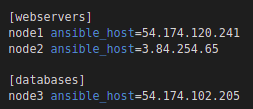 [webservers]
node1 ansible_host=54.174.120.241
node2 ansible_host=3.84.254.65
[databases]
node3 ansible_host=54.174.102.205